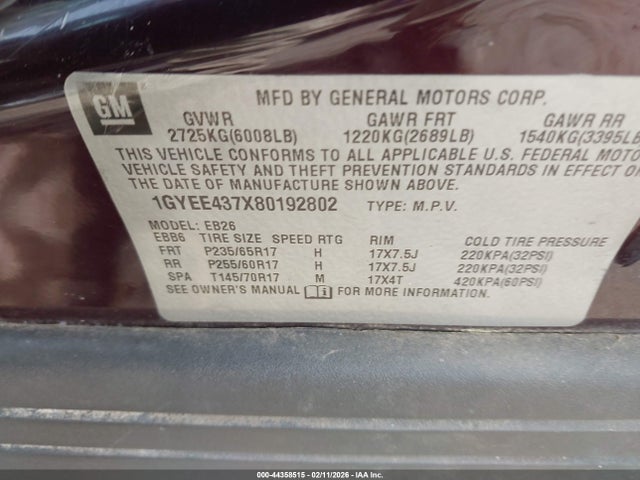 GM
MFD BY GENERAL MOTORS CORP.
GVWR GAWR FRT GAWR RR
2725KG(6008LB) 1220KG(2689LB) 1540KG(3395LB
THIS VEHICLE CONFORMS TO ALL APPLICABLE U.S. FEDERAL MOTO
VEHICLE SAFETY AND THEFT PREVENTION STANDARDS IN EFFECT O
THE DATE OF MANUFACTURE SHOWN ABOVE.
1GYEE437X80192802 TYPE: M.P.V.
MODEL: EB26
EBB6 TIRE SIZE SPEED RTG RIM COLD TIRE PRESSURE
FRT P235/65R17 H 17X7.5J 220KPA(32PSI)
RR P255/60R17 H 17X7.5J 220KPA(32PSI)
SPA T145/70R17 M 17X4T 420KPA(60PSI)
SEE OWNER'S MANUAL FOR MORE INFORMATION.
000-44358515 - 02/11/2026 - IAA Inc.